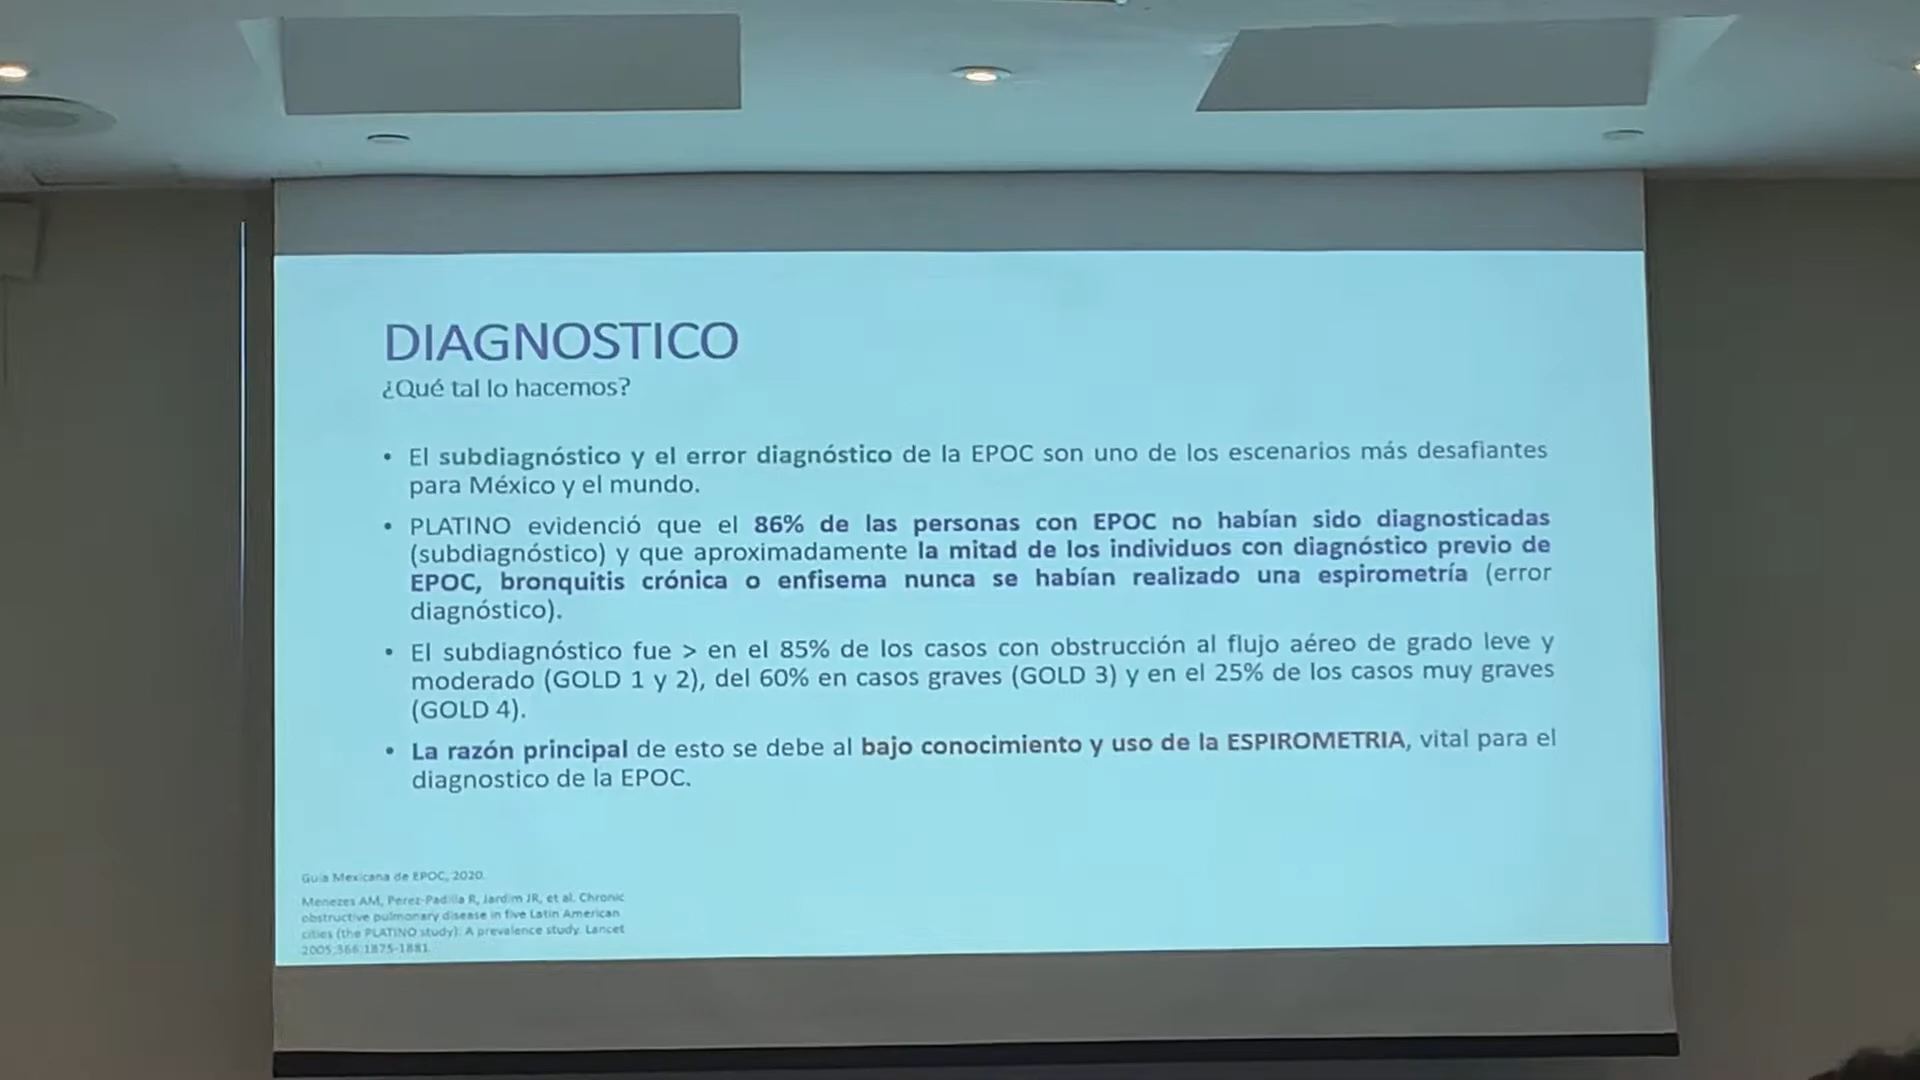 DIAGNOSTICO
¿Qué tal lo hacemos?
• El subdiagnóstico y el error diagnóstico de la EPOC son uno de los escenarios más desafiantes
para México y el mundo.
• PLATINO evidenció que el 86% de las personas con EPOC no habían sido diagnosticadas
(subdiagnóstico) y que aproximadamente la mitad de los individuos con diagnóstico previo de
EPOC, bronquitis crónica o enfisema nunca se habían realizado una espirometría (error
diagnóstico).
• El subdiagnóstico fue > en el 85% de los casos con obstrucción al flujo aéreo de grado leve y
moderado (GOLD 1 y 2), del 60% en casos graves (GOLD 3) y en el 25% de los casos muy graves
(GOLD 4).
• La razón principal de esto se debe al bajo conocimiento y uso de la ESPIROMETRIA, vital para el
diagnostico de la EPOC.
Guía Mexicana de EPOC, 2020.
Menezes AM, Perez-Padilla R, Jardim JR, et al. Chronic
obstructive pulmonary disease in five Latin American
cities (the PLATINO study): A prevalence study. Lancet
2005;366:1875-1881.